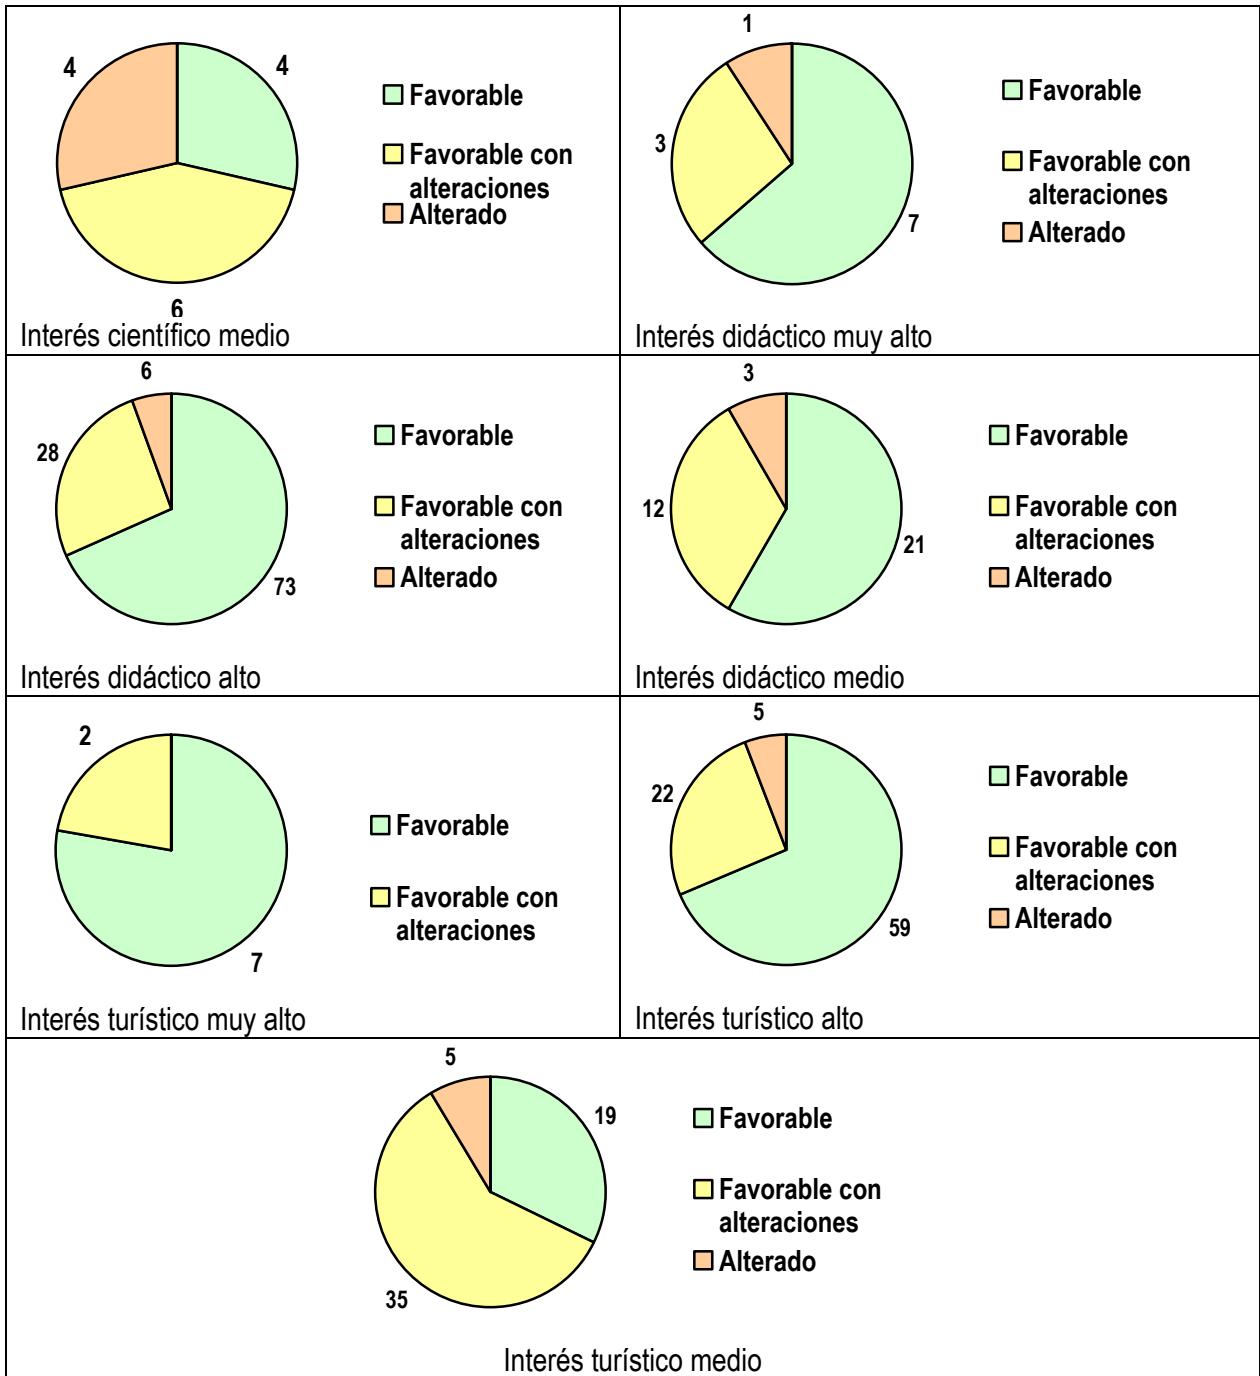 4
4
Favorable
Favorable con
alteraciones
Alterado
6
Interés científico medio
1
3
7
Favorable
Favorable con
alteraciones
Alterado
Interés didáctico muy alto
6
28
73
Favorable
Favorable con
alteraciones
Alterado
Interés didáctico alto
3
12
21
Favorable
Favorable con
alteraciones
Alterado
Interés didáctico medio
2
7
Favorable
Favorable con
alteraciones
Interés turístico muy alto
5
22
59
Favorable
Favorable con
alteraciones
Alterado
Interés turístico alto
5
19
35
Favorable
Favorable con
alteraciones
Alterado
Interés turístico medio